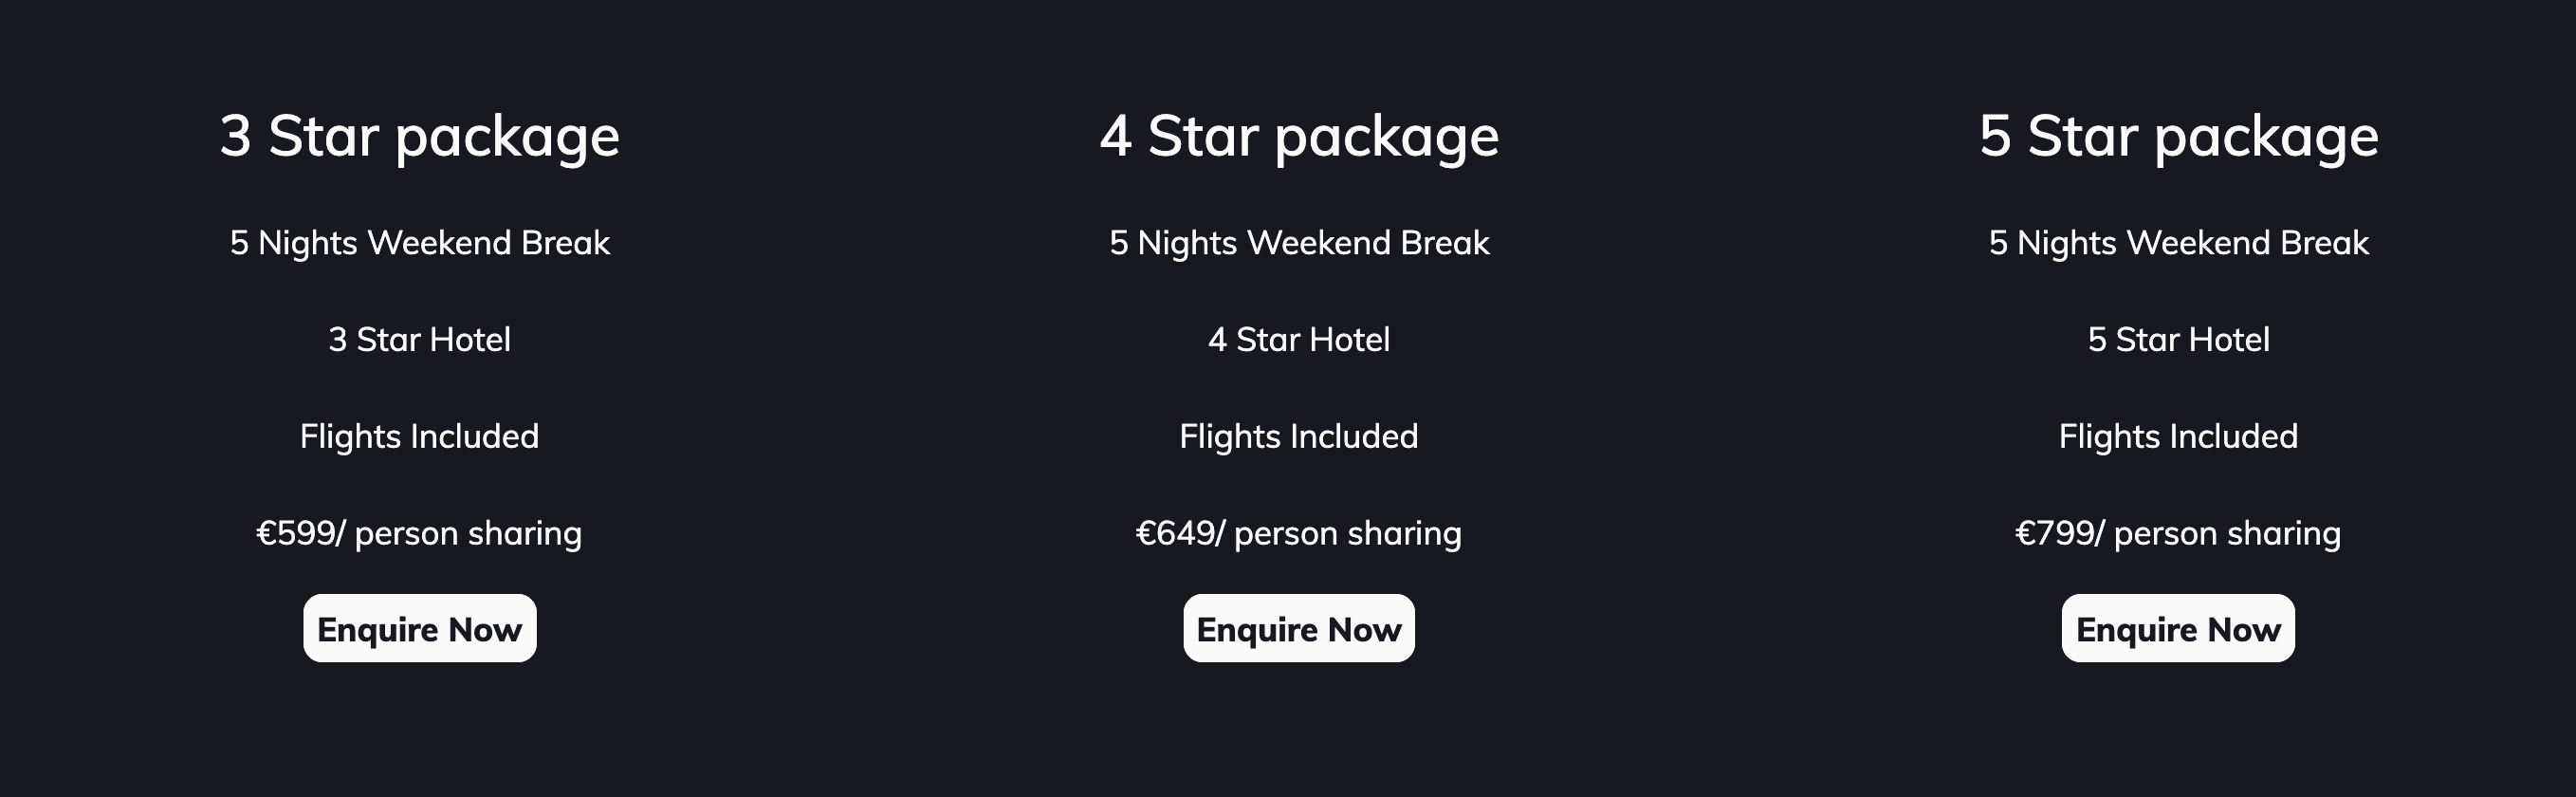 3 Star package
5 Nights Weekend Break
3 Star Hotel
Flights Included
€599/ person sharing
Enquire Now
4 Star package
5 Nights Weekend Break
4 Star Hotel
Flights Included
€649/ person sharing
Enquire Now
5 Star package
5 Nights Weekend Break
5 Star Hotel
Flights Included
€799/ person sharing
Enquire Now